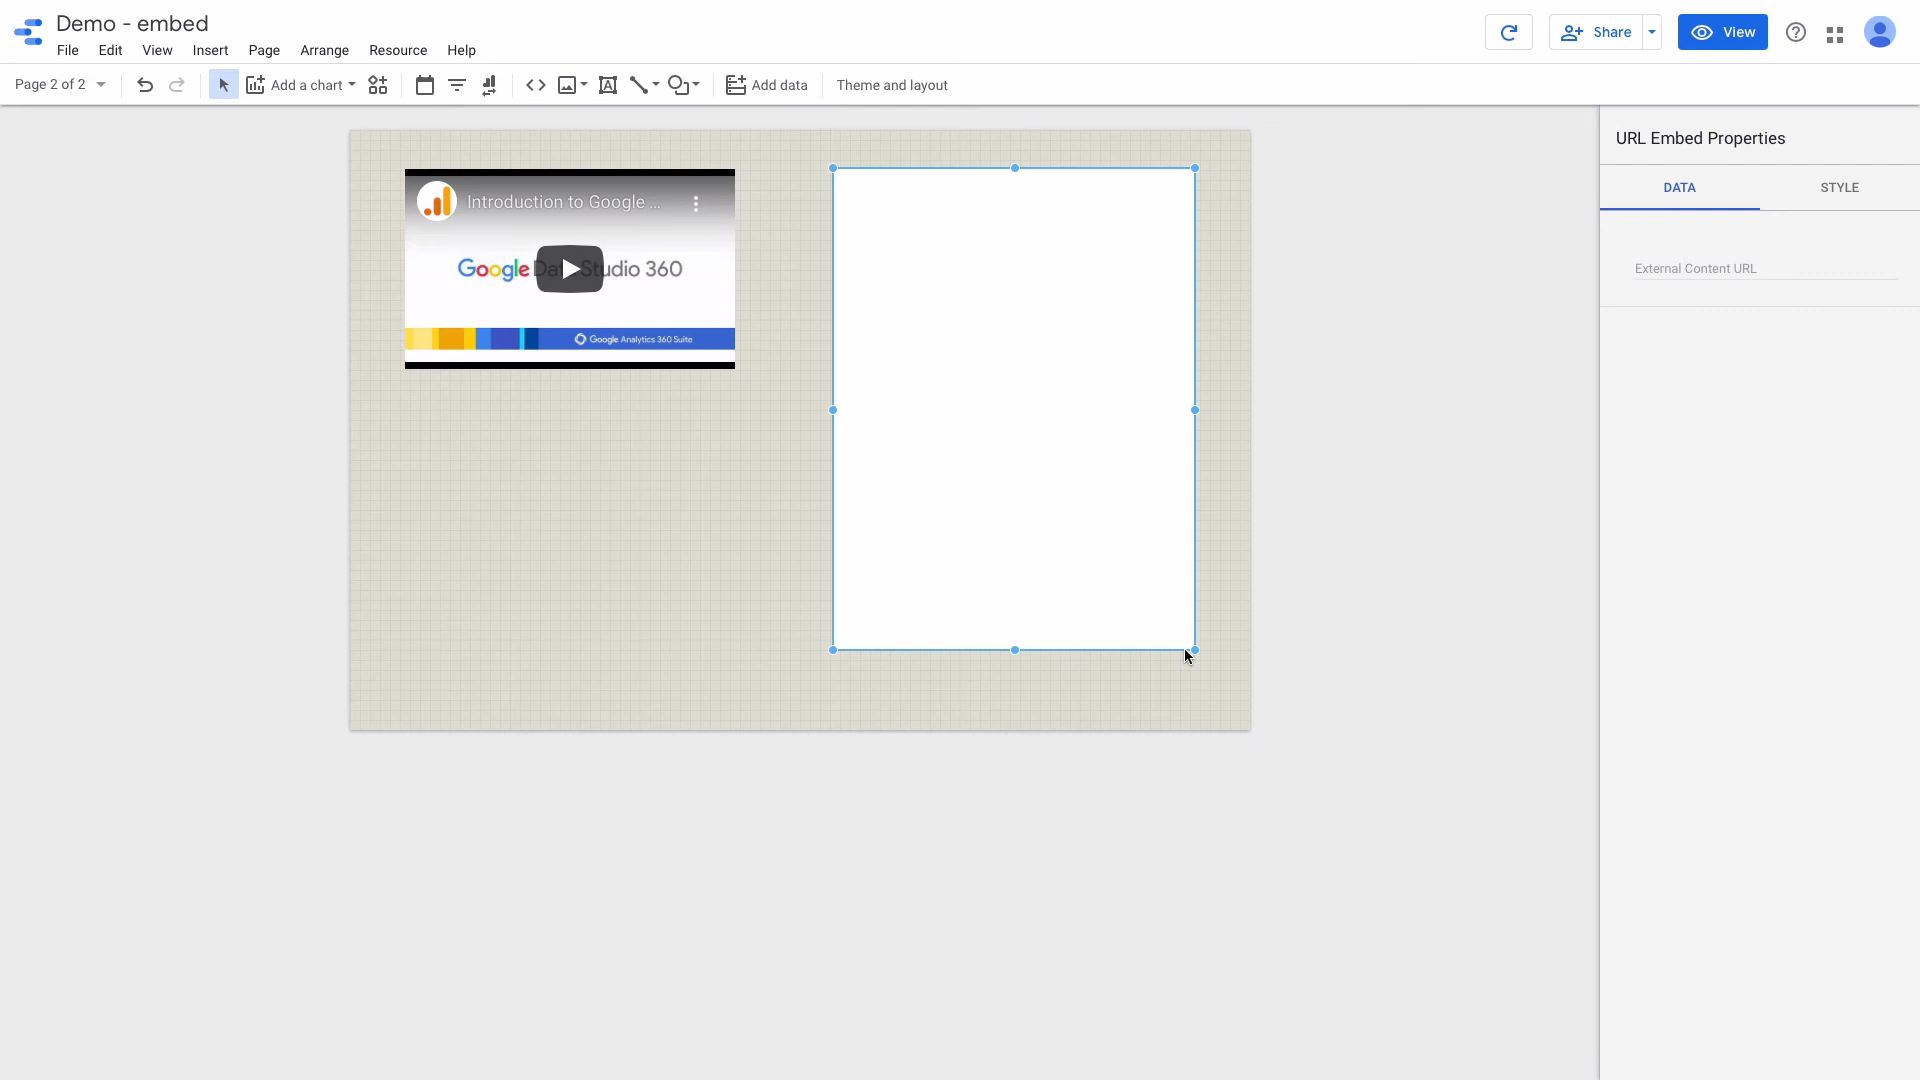 Demo - embed
File Edit View Insert Page Arrange Resource Help
Share
View
Page 2 of 2
Add a chart
Add data
Theme and layout
URL Embed Properties
DATA STYLE
External Content URL
Introduction to Google ...
Google Data Studio 360
Google Analytics 360 Suite